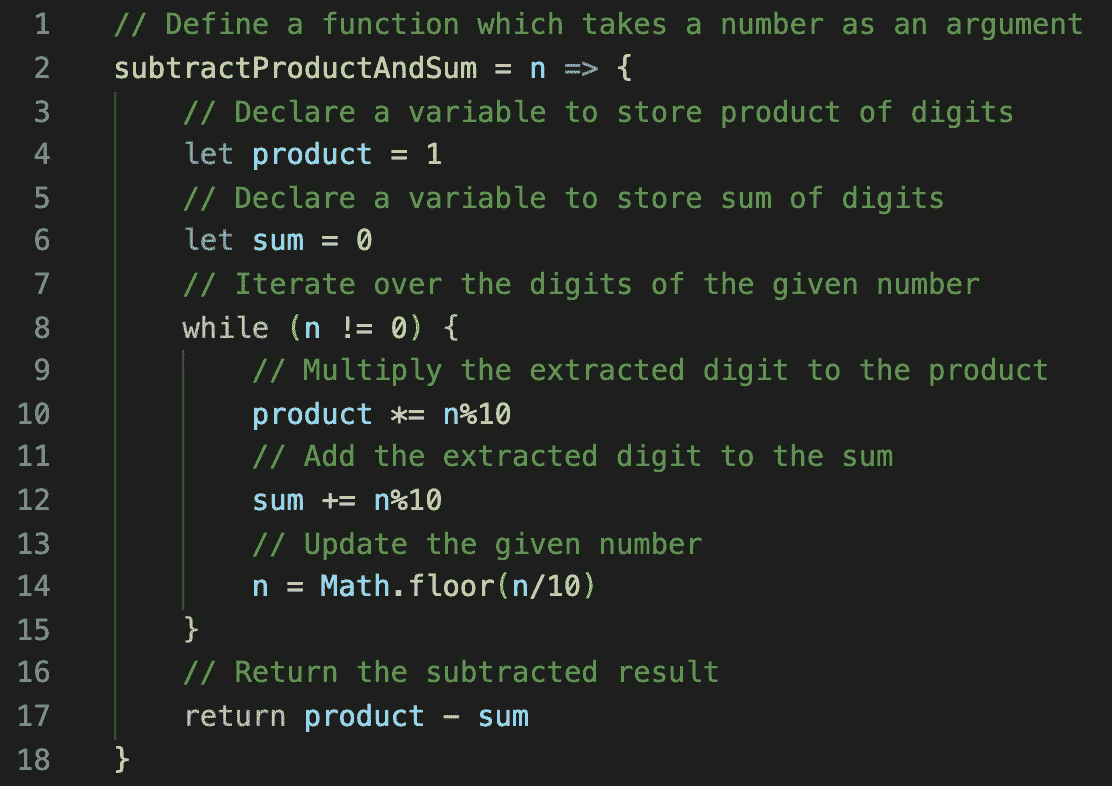 1 // Define a function which takes a number as an argument
2 subtractProductAndSum = n => {
3 // Declare a variable to store product of digits
4 let product = 1
5 // Declare a variable to store sum of digits
6 let sum = 0
7 // Iterate over the digits of the given number
8 while (n != 0) {
9 // Multiply the extracted digit to the product
10 product *= n%10
11 // Add the extracted digit to the sum
12 sum += n%10
13 // Update the given number
14 n = Math.floor(n/10)
15 }
16 // Return the subtracted result
17 return product - sum
18 }